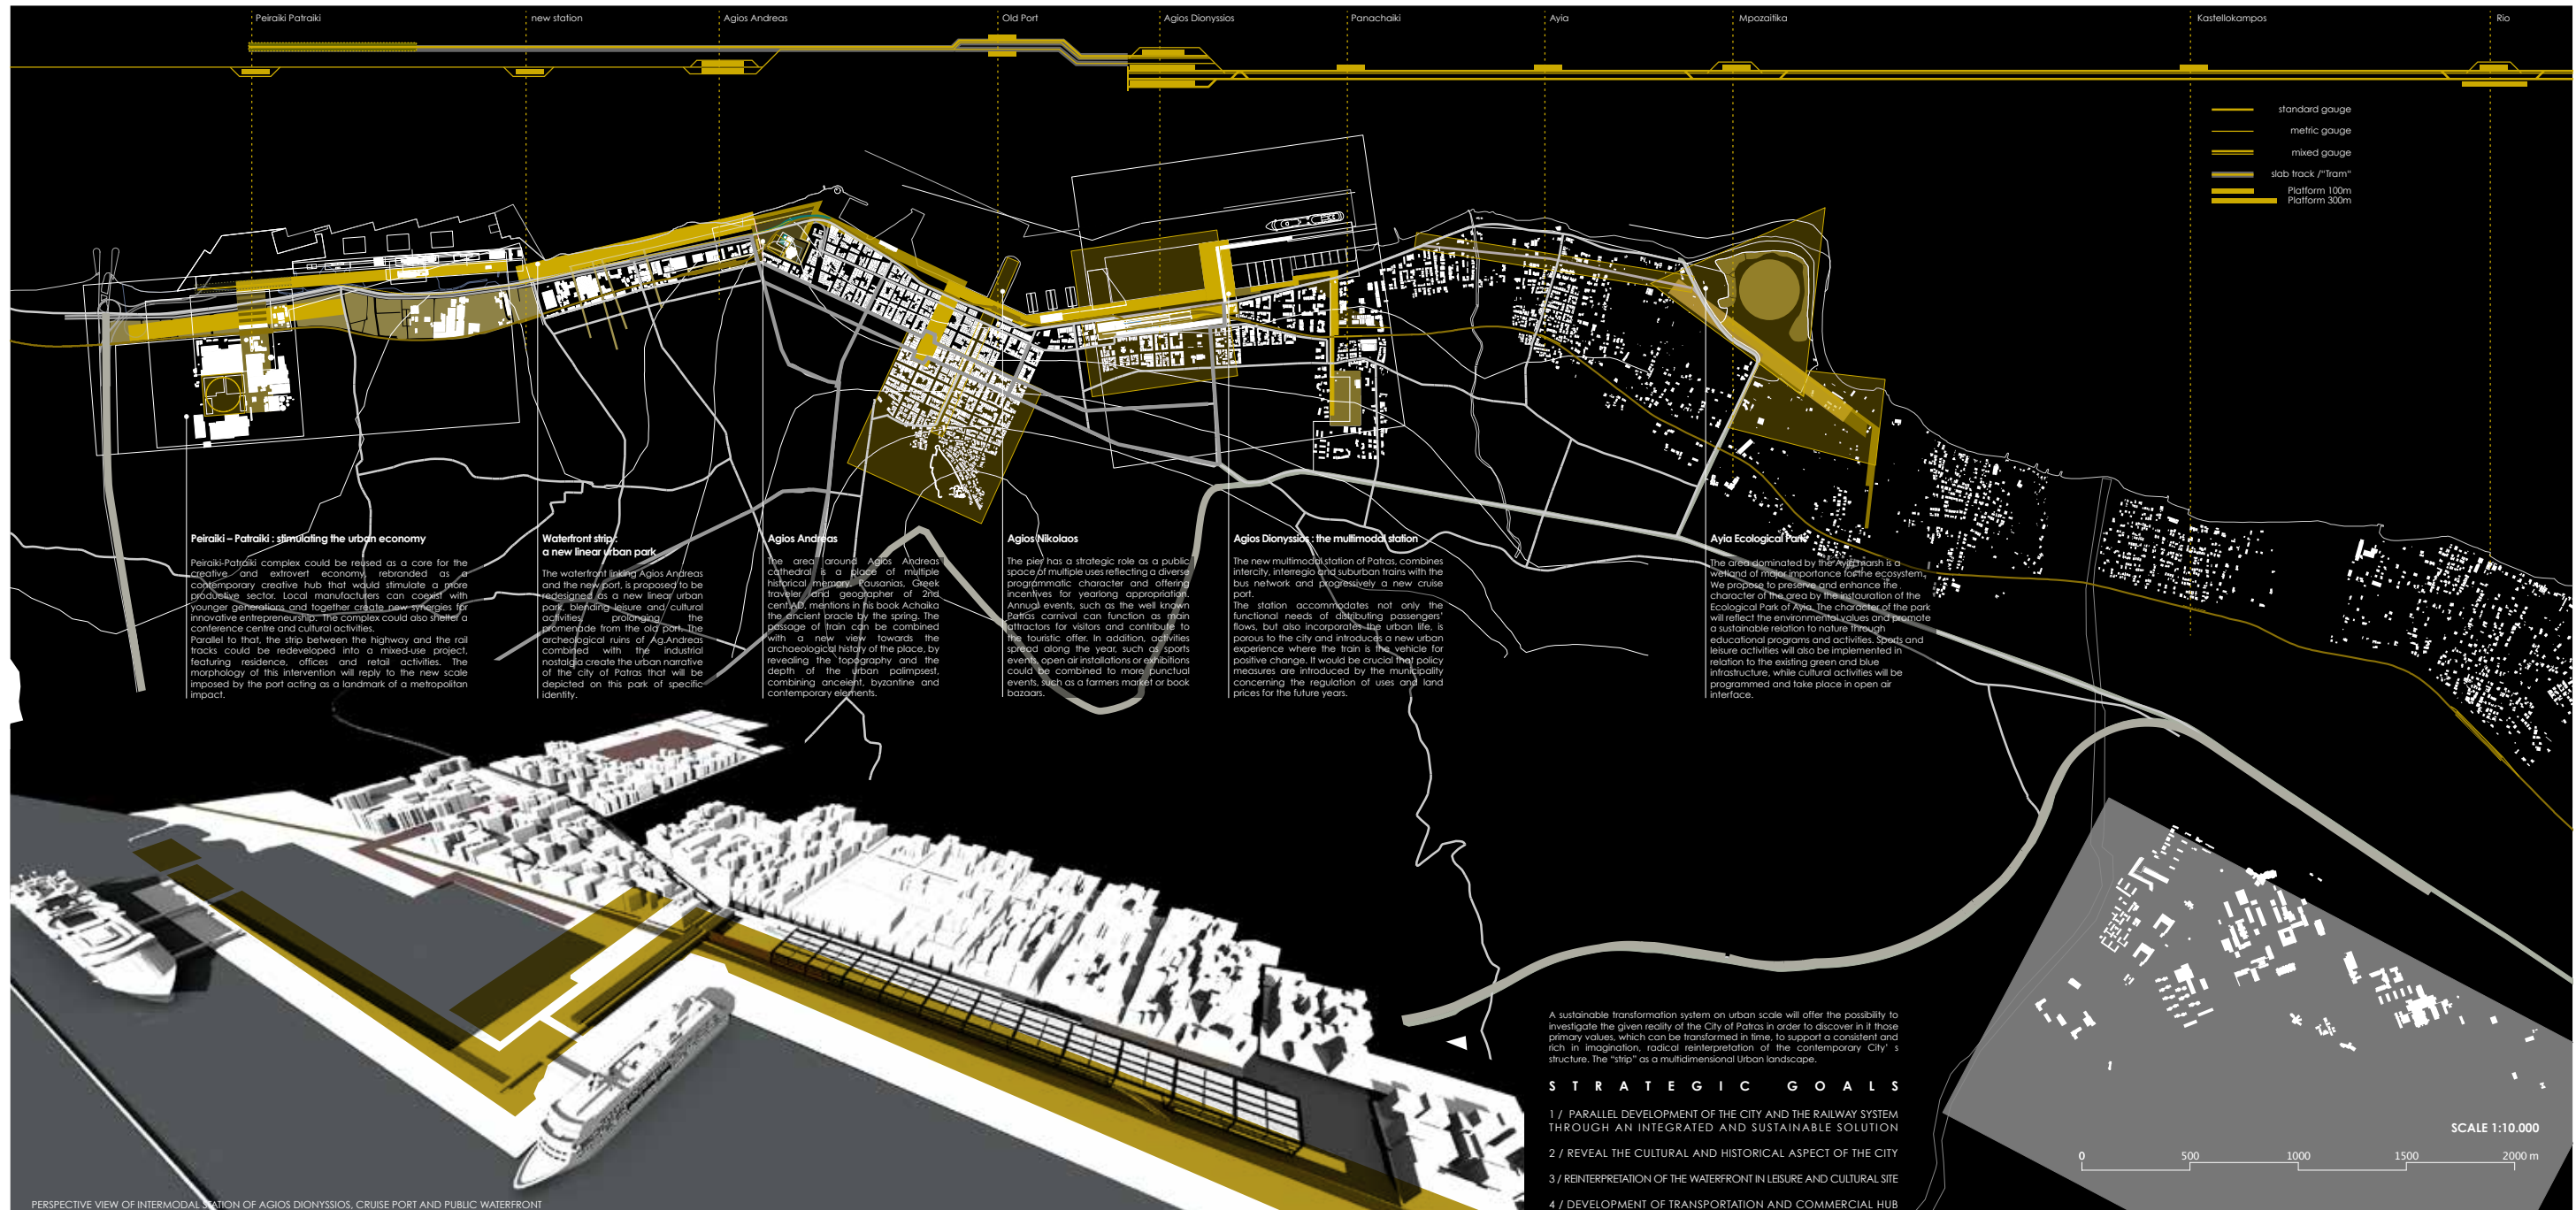 Peiraiki Patraiki
new station
Agios Andreas
Old Port
Agios Dionyssios
Panachaiki
Ayia
Mpozaitika
Kastellokampos
Rio
standard gauge
metric gauge
mixed gauge
slab track /"Tram"
Platform 100m
Platform 300m
Peiraiki – Patraiki : stimulating the urban economy
Peiraiki-Patraiki complex could be reused as a core for the
creative and extrovert economy, rebranded as a
contemporary creative hub that would stimulate a more
productive sector. Local manufacturers can coexist with
younger generations and together create new synergies for
innovative entrepreneurship. The complex could also shelter a
conference centre and cultural activities.
Parallel to that, the strip between the highway and the rail
tracks could be redeveloped into a mixed-use project,
featuring residence, offices and retail activities. The
morphology of this intervention will reply to the new scale
imposed by the port acting as a landmark of a metropolitan
impact.
Waterfront strip :
a new linear urban park
The waterfront linking Agios Andreas
and the new port, is proposed to be
redesigned as a new linear urban
park, blending leisure and cultural
activities, prolonging the
promenade from the old port. The
archeological ruins of Ag.Andreas
combined with the industrial
nostalgia create the urban narrative
of the city of Patras that will be
depicted on this park of specific
identity.
Agios Andreas
The area around Agios Andreas
cathedral is a place of multiple
historical memory. Pausanias, Greek
traveler and geographer of 2nd
cent.AD, mentions in his book Achaika
the ancient oracle by the spring. The
passage of train can be combined
with a new view towards the
archaeological history of the place, by
revealing the topography and the
depth of the urban palimpsest,
combining anceient, byzantine and
contemporary elements.
Agios Nikolaos
The pier has a strategic role as a public
space of multiple uses reflecting a diverse
programmatic character and offering
incentives for yearlong appropriation.
Annual events, such as the well known
Patras carnival can function as main
attractors for visitors and contribute to
the touristic offer. In addition, activities
spread along the year, such as sports
events, open air installations or exhibitions
could be combined to more punctual
events, such as a farmers market or book
bazaars.
Agios Dionyssios : the multimodal station
The new multimodal station of Patras, combines
intercity, interregio and suburban trains with the
bus network and progressively a new cruise
port.
The station accommodates not only the
functional needs of distributing passengers'
flows, but also incorporates the urban life, is
porous to the city and introduces a new urban
experience where the train is the vehicle for
positive change. It would be crucial that policy
measures are introduced by the municipality
concerning the regulation of uses and land
prices for the future years.
Ayia Ecological Park
The area dominated by the Ayia marsh is a
wetland of major importance for the ecosystem.
We propose to preserve and enhance the
character of the area by the instauration of the
Ecological Park of Ayia. The character of the park
will reflect the environmental values and promote
a sustainable relation to nature through
educational programs and activities. Sports and
leisure activities will also be implemented in
relation to the existing green and blue
infrastructure, while cultural activities will be
programmed and take place in open air
interface.
A sustainable transformation system on urban scale will offer the possibility to
investigate the given reality of the City of Patras in order to discover in it those
primary values, which can be transformed in time, to support a consistent and
rich in imagination, radical reinterpretation of the contemporary City' s
structure. The "strip" as a multidimensional Urban landscape.
STRATEGIC GOALS
1 / PARALLEL DEVELOPMENT OF THE CITY AND THE RAILWAY SYSTEM
THROUGH AN INTEGRATED AND SUSTAINABLE SOLUTION
2 / REVEAL THE CULTURAL AND HISTORICAL ASPECT OF THE CITY
3 / REINTERPRETATION OF THE WATERFRONT IN LEISURE AND CULTURAL SITE
4 / DEVELOPMENT OF TRANSPORTATION AND COMMERCIAL HUB
SCALE 1:10.000
0 500 1000 1500 2000 m
PERSPECTIVE VIEW OF INTERMODAL STATION OF AGIOS DIONYSSIOS, CRUISE PORT AND PUBLIC WATERFRONT